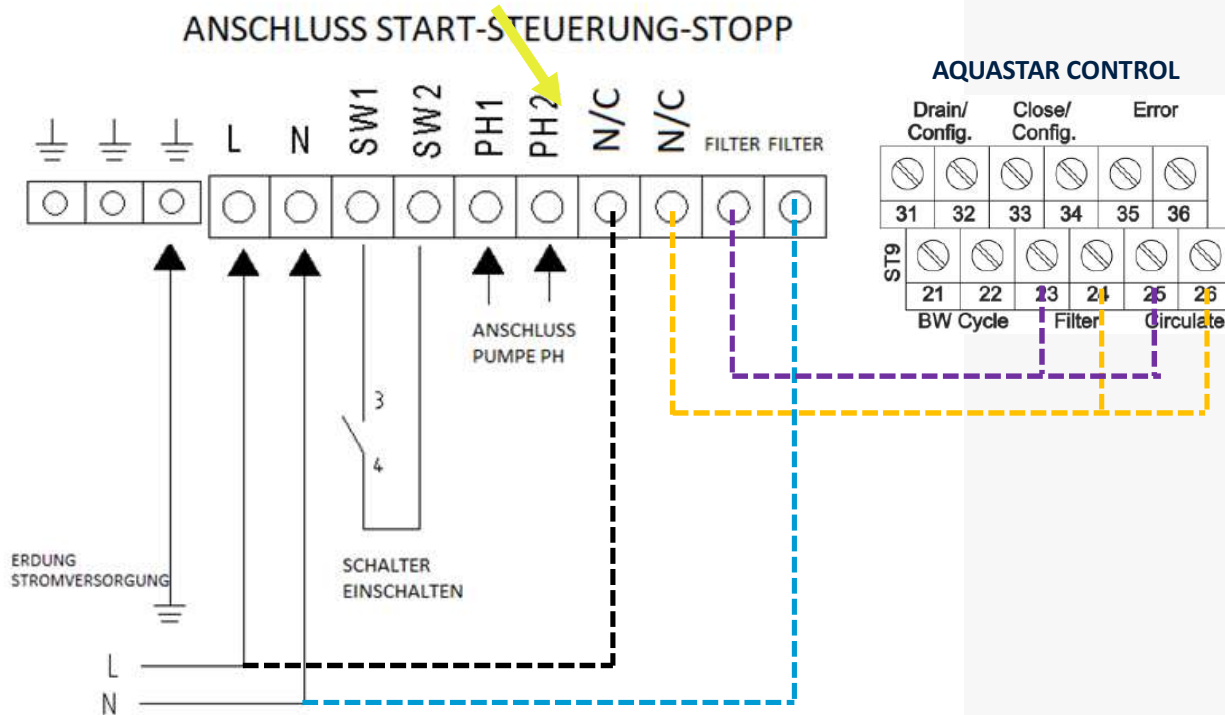 ANSCHLUSS START-STEUERUNG-STOPP
L N SW1 SW2 PH1 PH2 N/C N/C FILTER FILTER
AQUASTAR CONTROL
Drain/ Close/ Error
Config. Config.
31 32 33 34 35 36
ST9
21 22 23 24 25 26
BW Cycle Filter Circulate
ANSCHLUSS
PUMPE PH
3
4
ERDUNG
STROMVERSORGUNG
SCHALTER
EINSCHALTEN
L
N